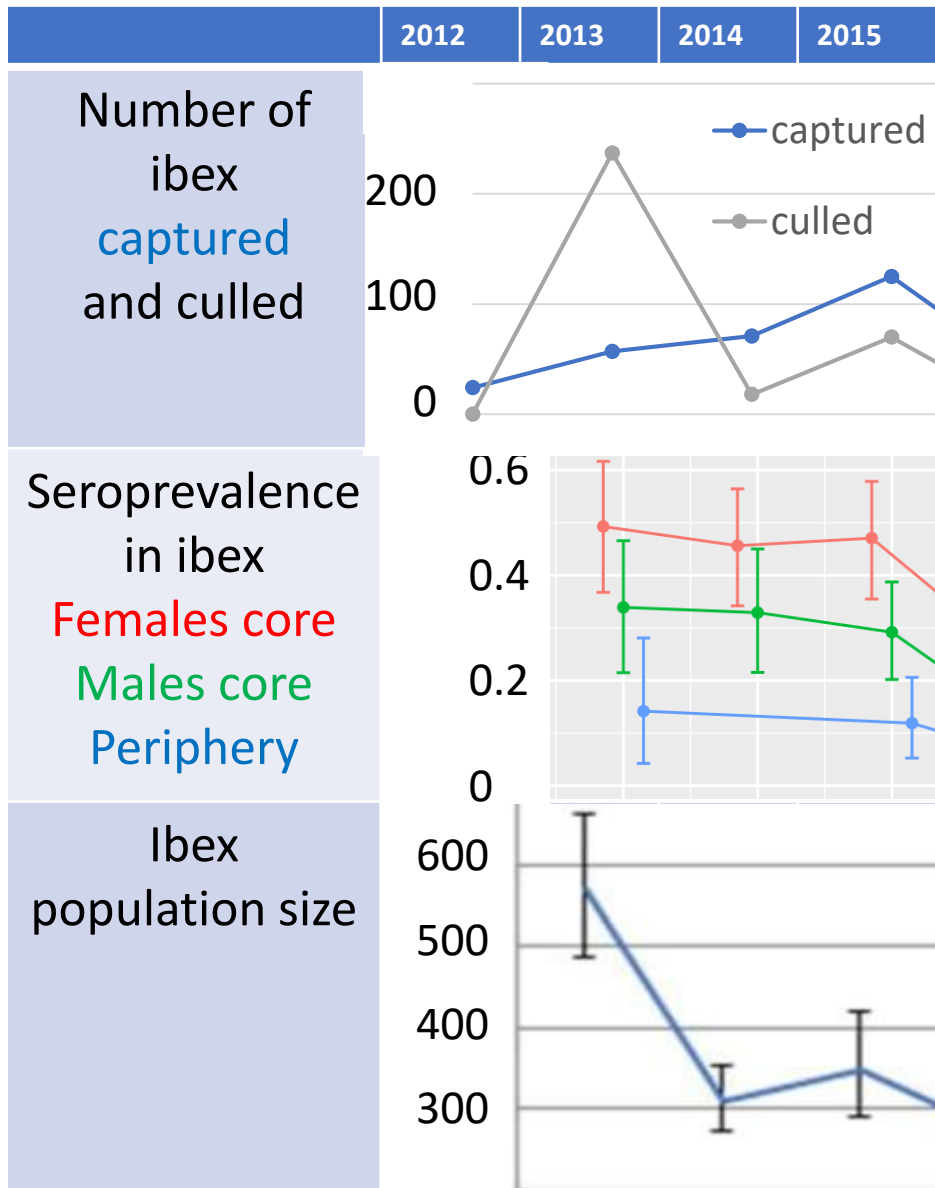 2012 2013 2014 2015
Number of
ibex
captured
and culled
200
100
0
captured
culled
Seroprevalence
in ibex
Females core
Males core
Periphery
0.6
0.4
0.2
0
Ibex
population size
600
500
400
300